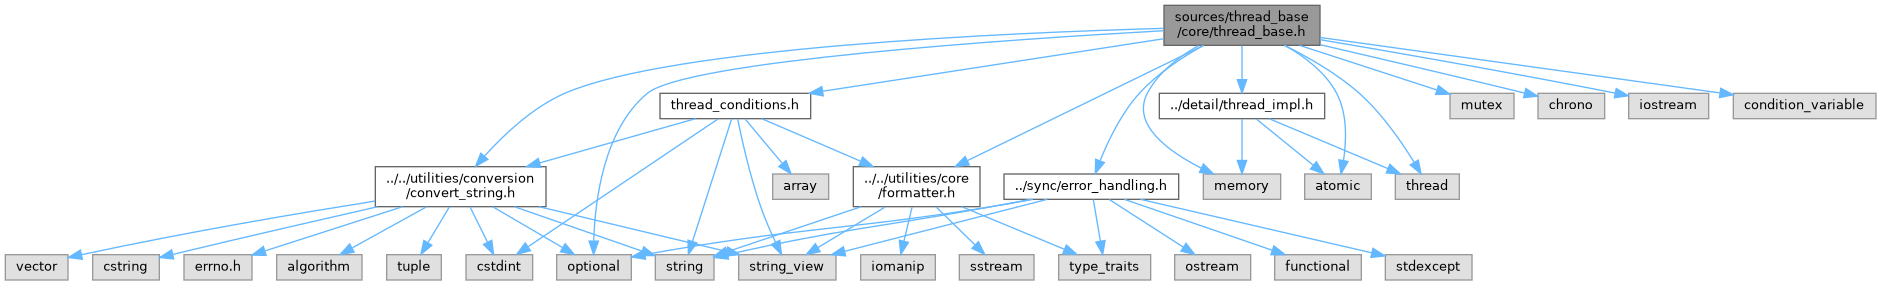 sources/thread_base
/core/thread_base.h
thread_conditions.h
../detail/thread_impl.h
mutex
chrono
iostream
condition_variable
../../utilities/conversion
/convert_string.h
array
../../utilities/core
/formatter.h
../sync/error_handling.h
memory
atomic
thread
vector
cstring
errno.h
algorithm
tuple
cstdint
optional
string
string_view
iomanip
sstream
type_traits
ostream
functional
stdexcept